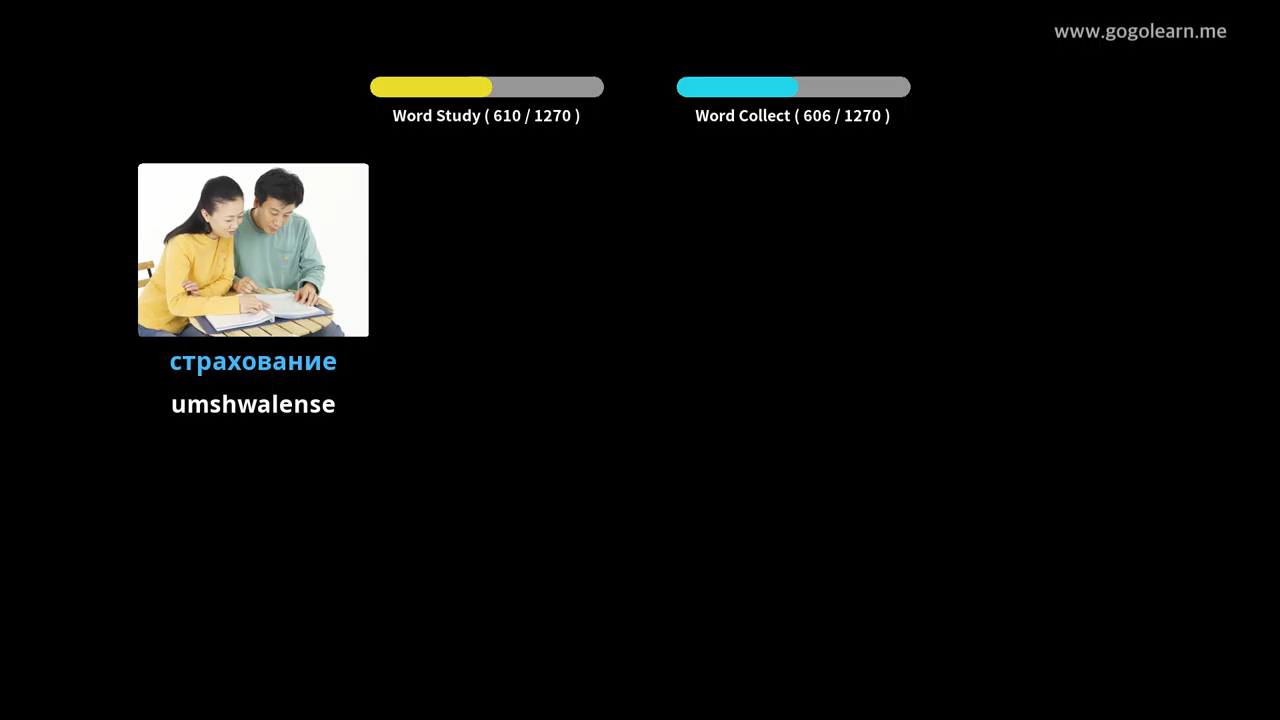 www.gogolearn.me
Word Study ( 610 / 1270 )
Word Collect ( 606 / 1270 )
страхование
umshwalense